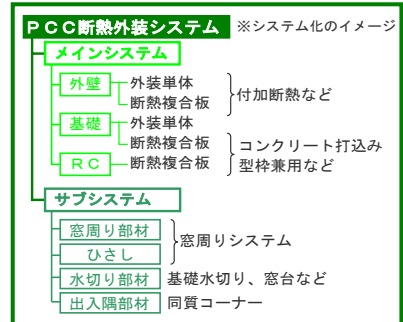 PCC断熱外装システム ※システム化のイメージ
メインシステム
外壁 外装単体
断熱複合板
付加断熱など
基礎 外装単体
断熱複合板
RC 断熱複合板
コンクリート打込み
型枠兼用など
サブシステム
窓周り部材
ひさし
窓周りシステム
水切り部材 基礎水切り、窓台など
出入隅部材 同質コーナー